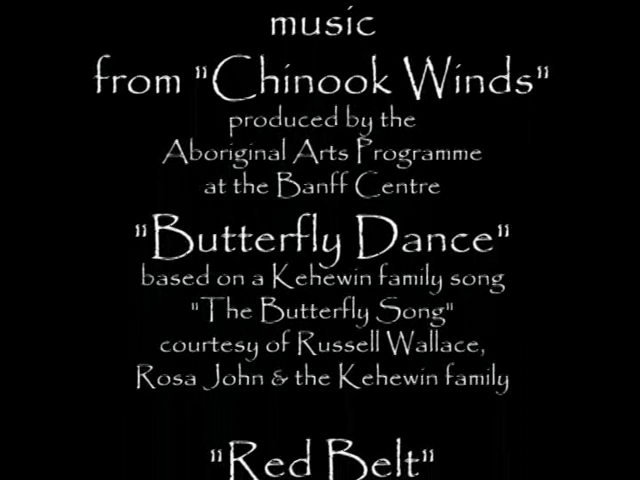 music
from "Chinook Winds"
produced by the
Aboriginal Arts Programme
at the Banff Centre
"Butterfly Dance"
based on a Kehewin family song
"The Butterfly Song"
courtesy of Russell Wallace,
Rosa John & the Kehewin family
"Red Belt"